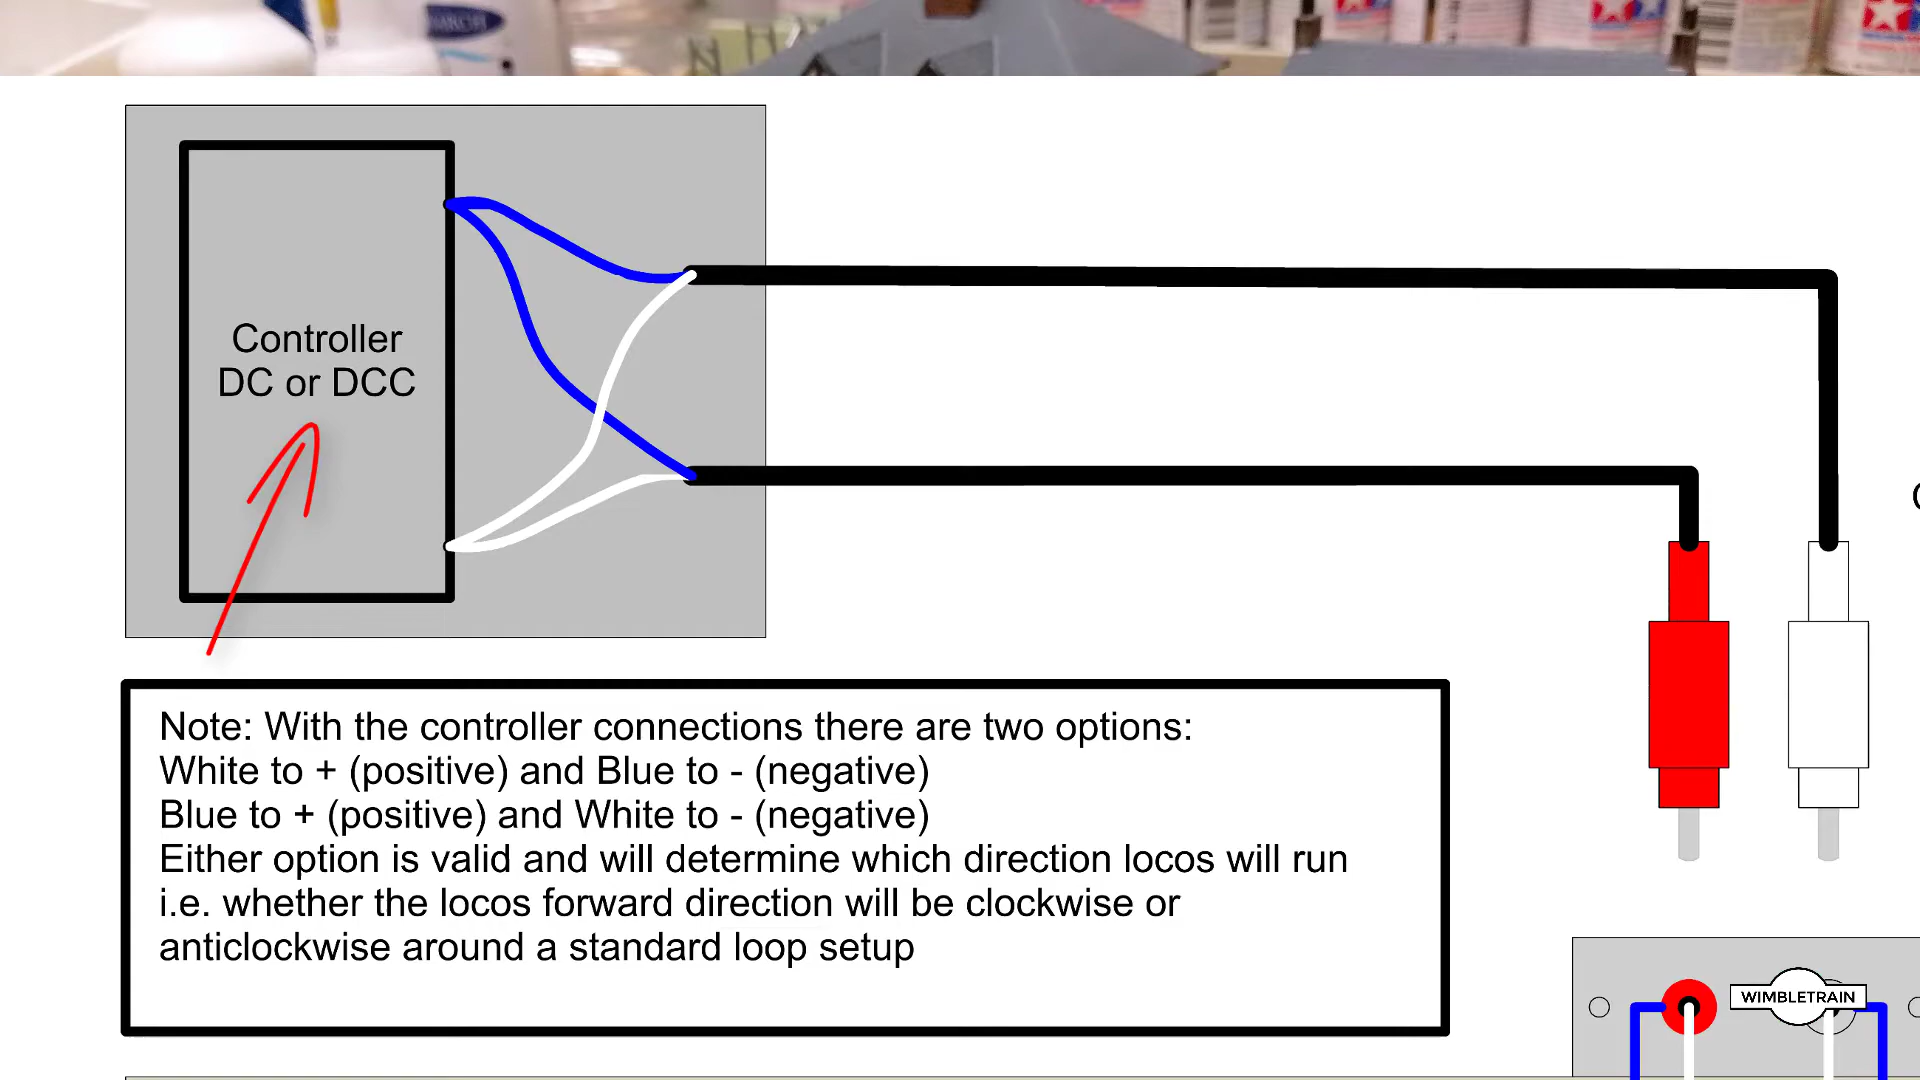 ARCH
Controller
DC or DCC
Note: With the controller connections there are two options:
White to + (positive) and Blue to - (negative)
Blue to + (positive) and White to - (negative)
Either option is valid and will determine which direction locos will run
i.e. whether the locos forward direction will be clockwise or
anticlockwise around a standard loop setup
WIMBLETRAIN